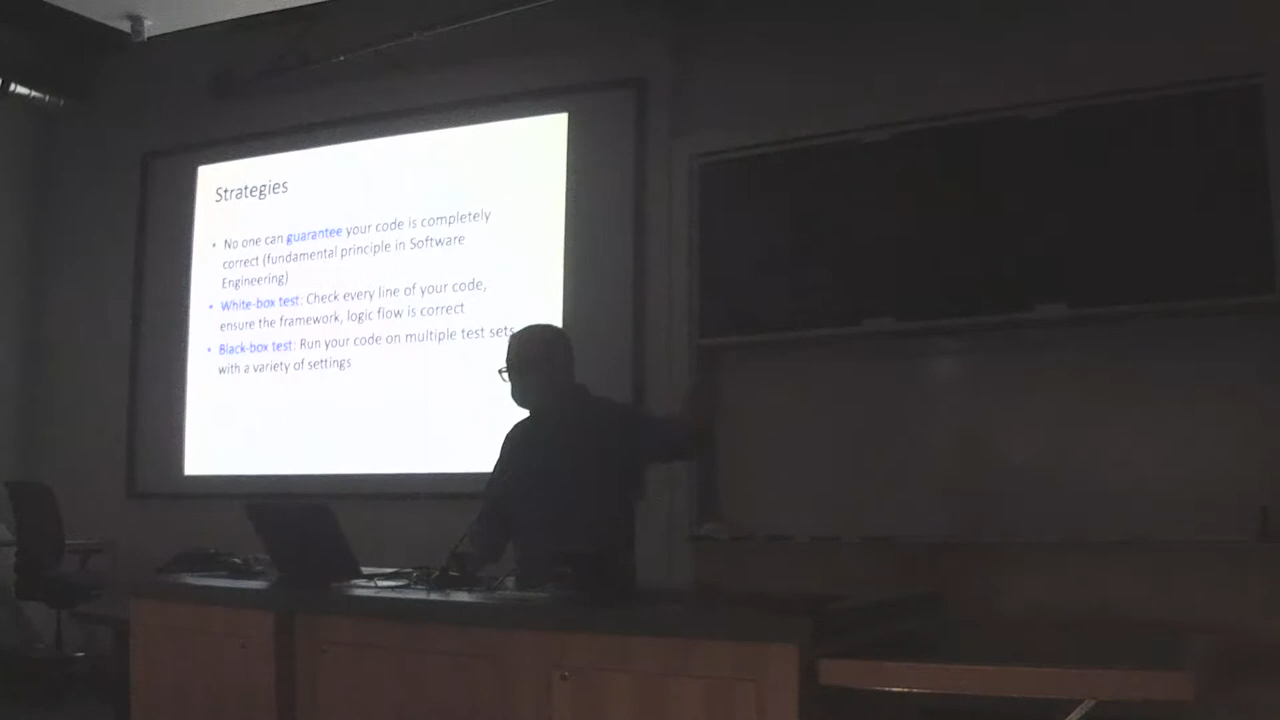 Strategies
• No one can guarantee your code is completely
correct (fundamental principle in Software
Engineering)
• White-box test: Check every line of your code,
ensure the framework, logic flow is correct
• Black-box test: Run your code on multiple test sets
with a variety of settings